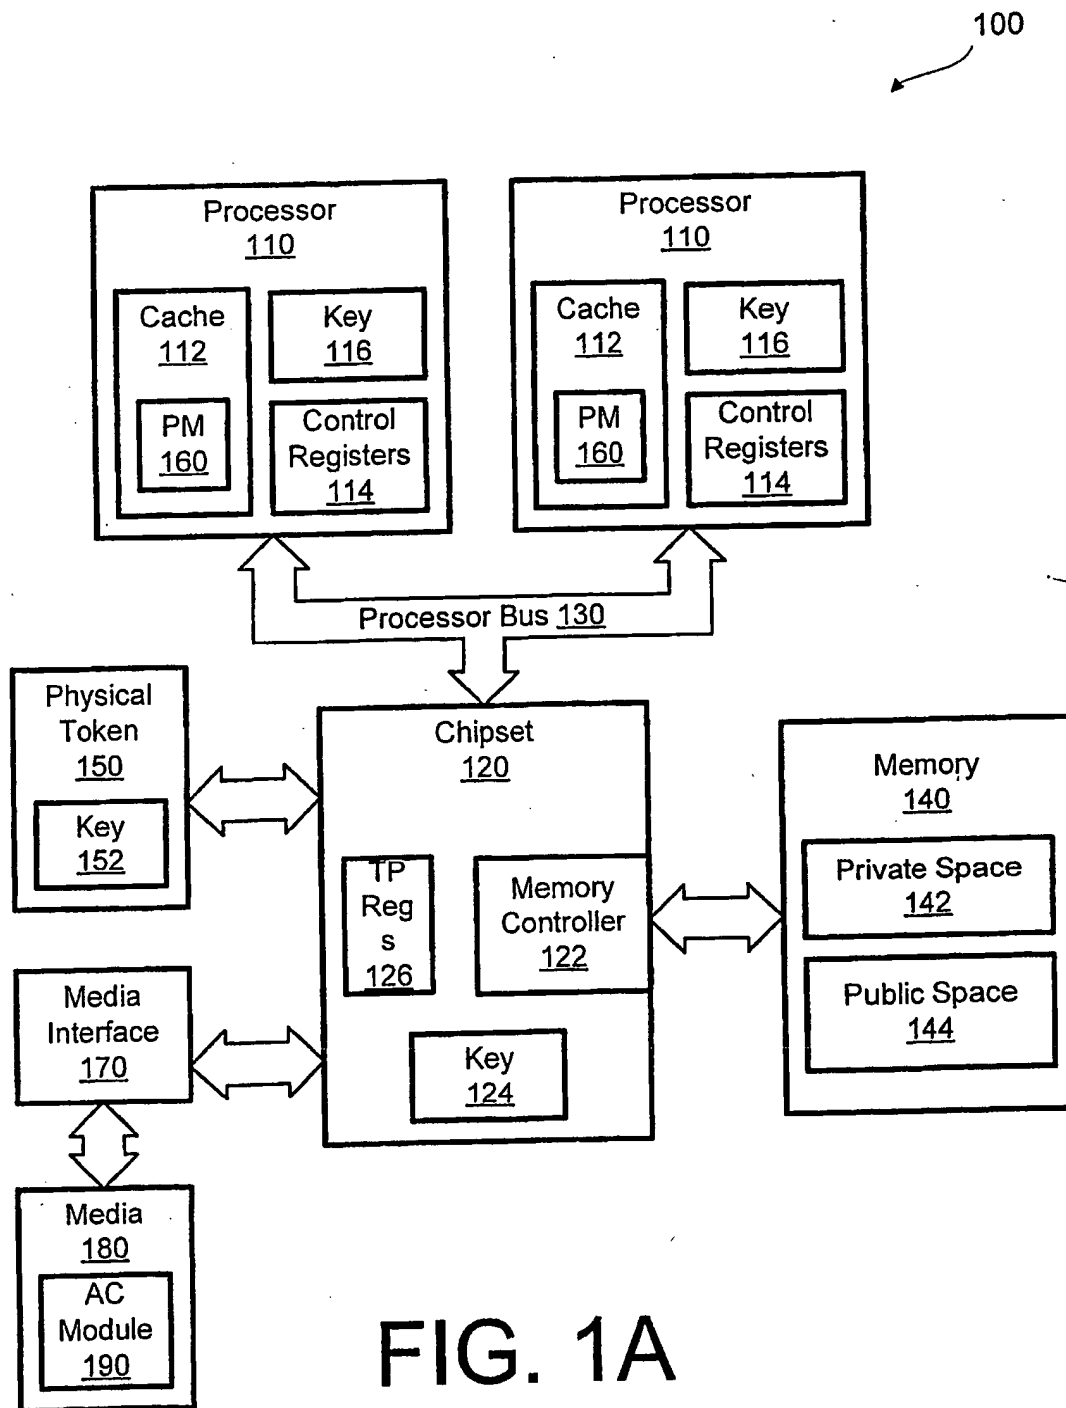 100
Processor
110
Cache
112
PM
160
Key
116
Control
Registers
114
Processor
110
Cache
112
PM
160
Key
116
Control
Registers
114
Processor Bus 130
Physical
Token
150
Key
152
Chipset
120
TP
Reg
s
126
Memory
Controller
122
Key
124
Memory
140
Private Space
142
Public Space
144
Media
Interface
170
Media
180
AC
Module
190
FIG. 1A